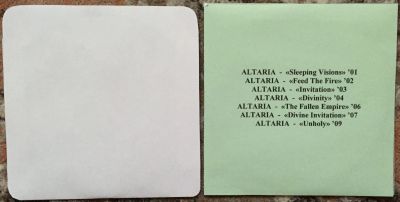 ALTARIA - «Sleeping Visions» '01
ALTARIA - «Feed The Fire» '02
ALTARIA - «Invitation» '03
ALTARIA - «Divinity» '04
ALTARIA - «The Fallen Empire» '06
ALTARIA - «Divine Invitation» '07
ALTARIA - «Unholy» '09